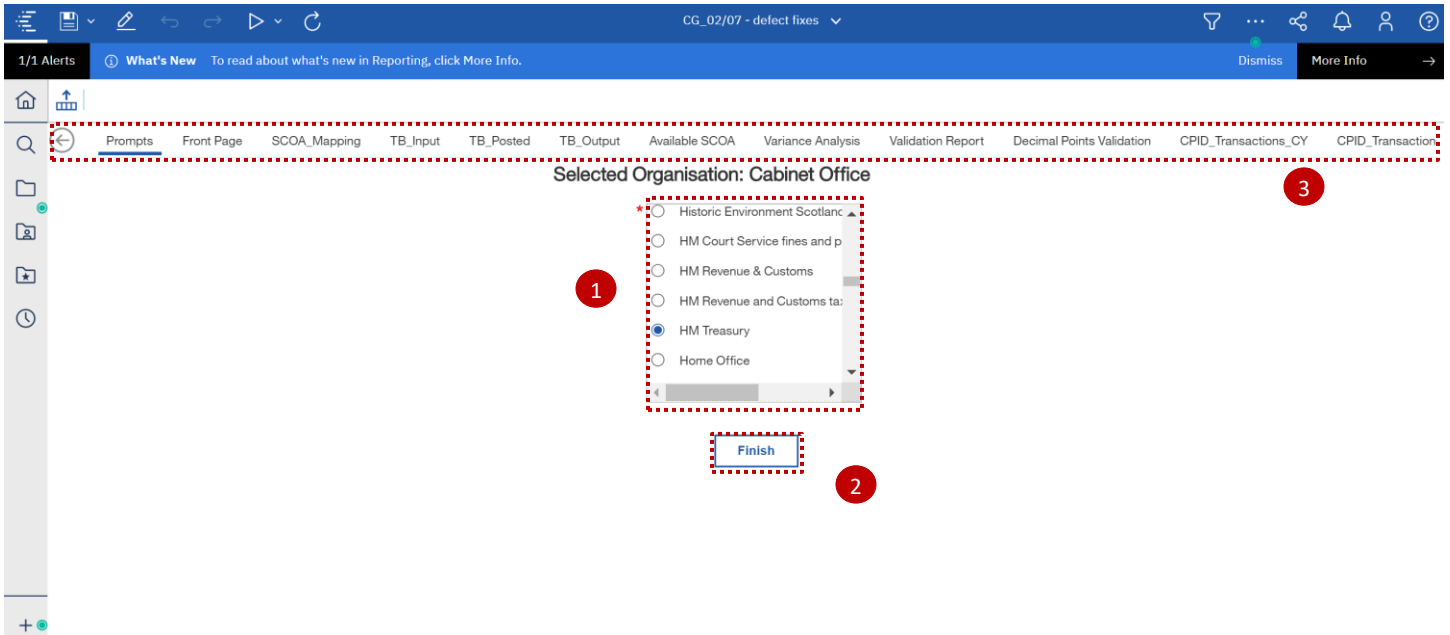 CG_02/07 - defect fixes
1/1 Alerts
What's New To read about what's new in Reporting, click More Info.
Dismiss
More Info
Prompts Front Page SCOA_Mapping TB_Input TB_Posted TB_Output Available SCOA Variance Analysis Validation Report Decimal Points Validation CPID_Transactions_CY CPID_Transaction
3
Selected Organisation: Cabinet Office
* Historic Environment Scotland
HM Court Service fines and p
1
HM Revenue & Customs
HM Revenue and Customs ta
HM Treasury
Home Office
Finish
2